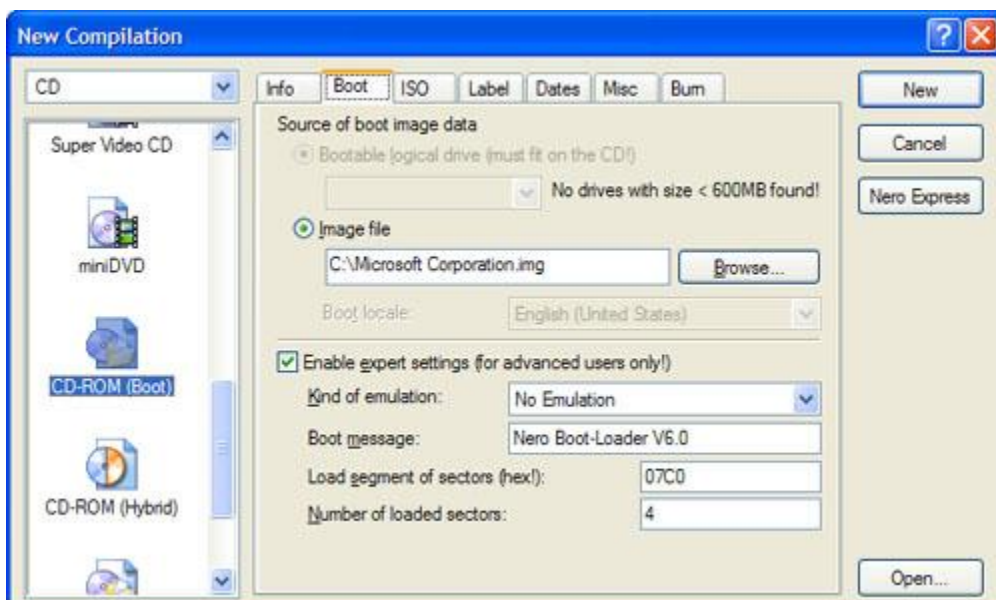 New Compilation
CD
Super Video CD
miniDVD
CD-ROM (Boot)
CD-ROM (Hybrid)
Info Boot ISO Label Dates Misc Burn
Source of boot image data
Bootable logical drive (must fit on the CD!)
No drives with size < 600MB found!
Image file
C:\Microsoft Corporation.img Browse...
Boot locale: English (United States)
Enable expert settings (for advanced users only!)
Kind of emulation: No Emulation
Boot message: Nero Boot-Loader V6.0
Load segment of sectors (hex!): 07C0
Number of loaded sectors: 4
New
Cancel
Nero Express
Open...